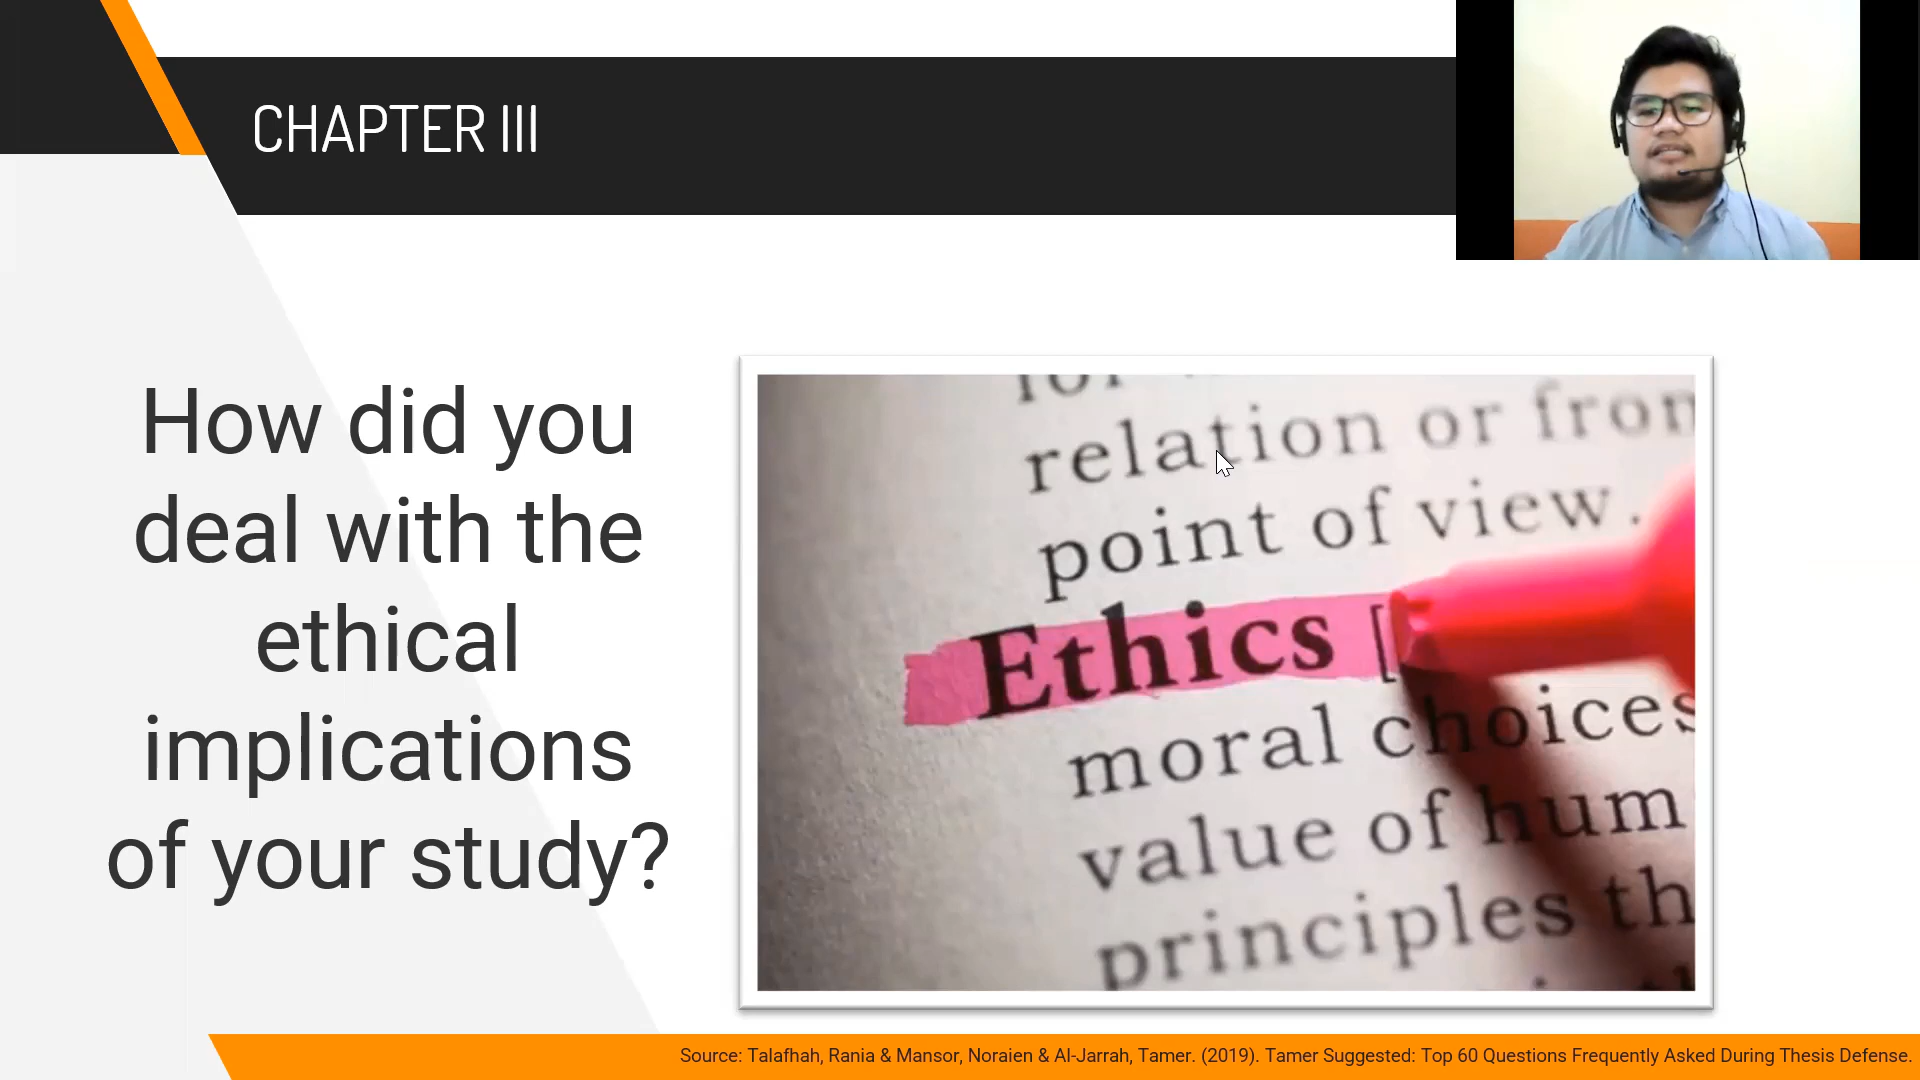 CHAPTER III
How did you
deal with the
ethical
implications
of your study?
relation or from
point of view.
Ethics [
moral choices
value of hum
principles th
Source: Talafhah, Rania & Mansor, Noraien & Al-Jarrah, Tamer. (2019). Tamer Suggested: Top 60 Questions Frequently Asked During Thesis Defense.